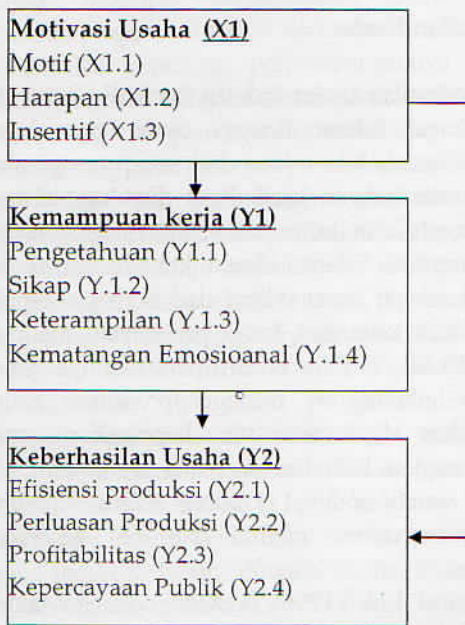 Motivasi Usaha (X1)
Motif (X1.1)
Harapan (X1.2)
Insentif (X1.3)
Kemampuan kerja (Y1)
Pengetahuan (Y1.1)
Sikap (Y.1.2)
Keterampilan (Y.1.3)
Kematangan Emosioanal (Y.1.4)
Keberhasilan Usaha (Y2)
Efisiensi produksi (Y2.1)
Perluasan Produksi (Y2.2)
Profitabilitas (Y2.3)
Kepercayaan Publik (Y2.4)